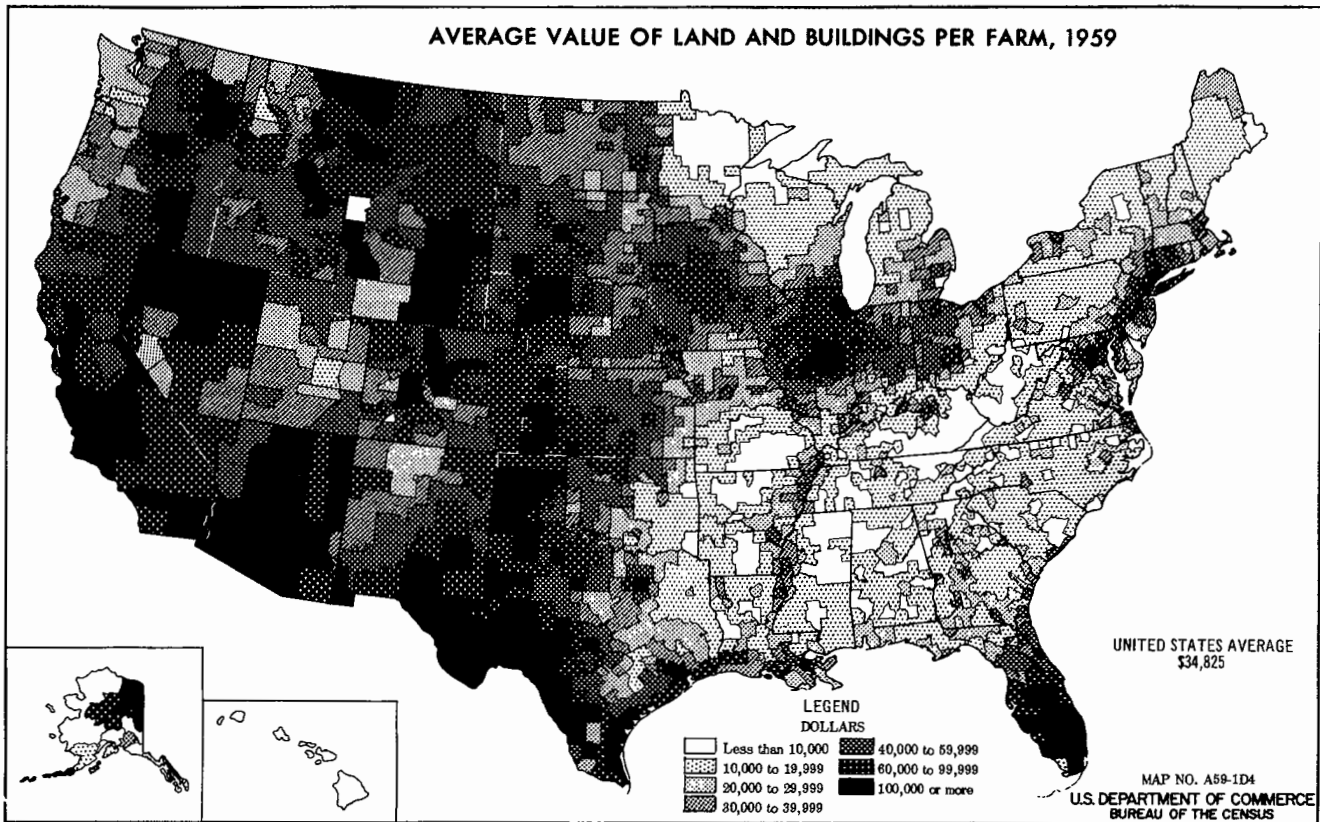 AVERAGE VALUE OF LAND AND BUILDINGS PER FARM, 1959
UNITED STATES AVERAGE
$34,825
LEGEND
DOLLARS
Less than 10,000
10,000 to 19,999
20,000 to 29,999
30,000 to 39,999
40,000 to 59,999
60,000 to 99,999
100,000 or more
MAP NO. A59-1D4
U.S. DEPARTMENT OF COMMERCE
BUREAU OF THE CENSUS